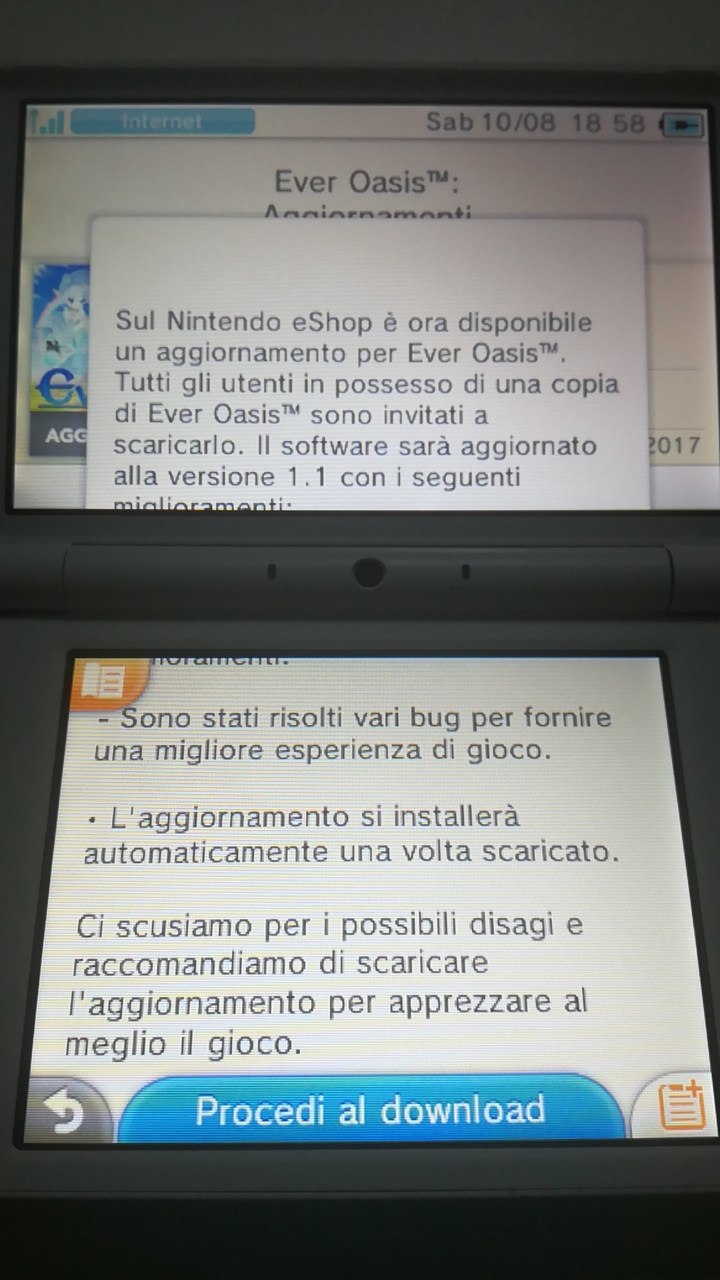 Internet
Sab 10/08 18 58
Ever Oasis™:
Aggiornamenti
Sul Nintendo eShop è ora disponibile
un aggiornamento per Ever Oasis™.
Tutti gli utenti in possesso di una copia
di Ever Oasis™ sono invitati a
scaricarlo. Il software sarà aggiornato
alla versione 1.1 con i seguenti
miglioramenti:
AGG
2017
- Sono stati risolti vari bug per fornire
una migliore esperienza di gioco.
• L'aggiornamento si installerà
automaticamente una volta scaricato.
Ci scusiamo per i possibili disagi e
raccomandiamo di scaricare
l'aggiornamento per apprezzare al
meglio il gioco.
Procedi al download